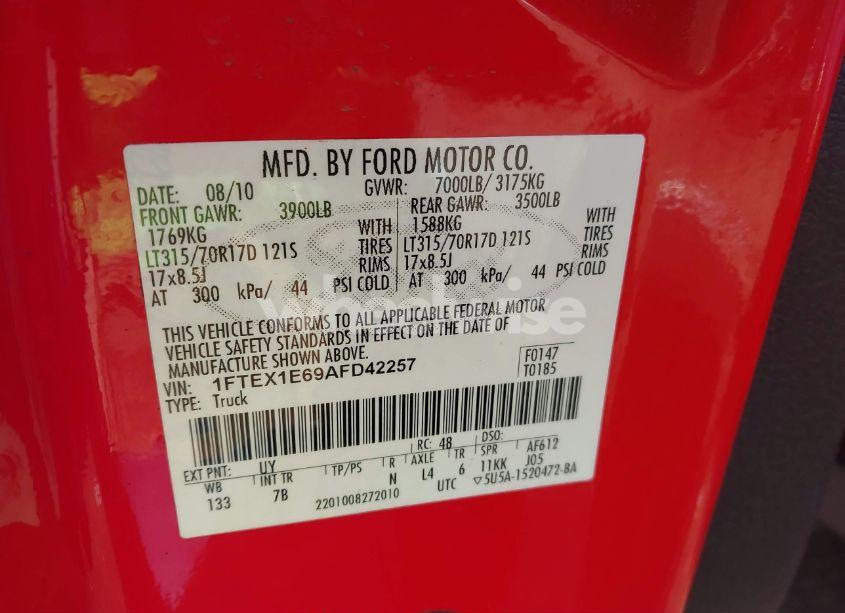 MFD. BY FORD MOTOR CO.
DATE: 08/10 GVWR: 7000LB/ 3175KG
FRONT GAWR: 3900LB REAR GAWR: 3500LB
1769KG WITH 1588KG WITH
LT315/70R17D 121S TIRES LT315/70R17D 121S TIRES
17x8.5J RIMS 17x8.5J RIMS
AT 300 kPa/ 44 PSI COLD AT 300 kPa/ 44 PSI COLD
THIS VEHICLE CONFORMS TO ALL APPLICABLE FEDERAL MOTOR
VEHICLE SAFETY STANDARDS IN EFFECT ON THE DATE OF
MANUFACTURE SHOWN ABOVE.
VIN: 1FTEX1E69AFD42257 F0147
TYPE: Truck T0185
EXT PNT: UY RC: 48 DSO: AF612
WB INT TR TP/PS R AXLE TR SPR J05
133 7B N L4 6 11KK
2201008272010 UTC ▽5U5A-1520472-BA